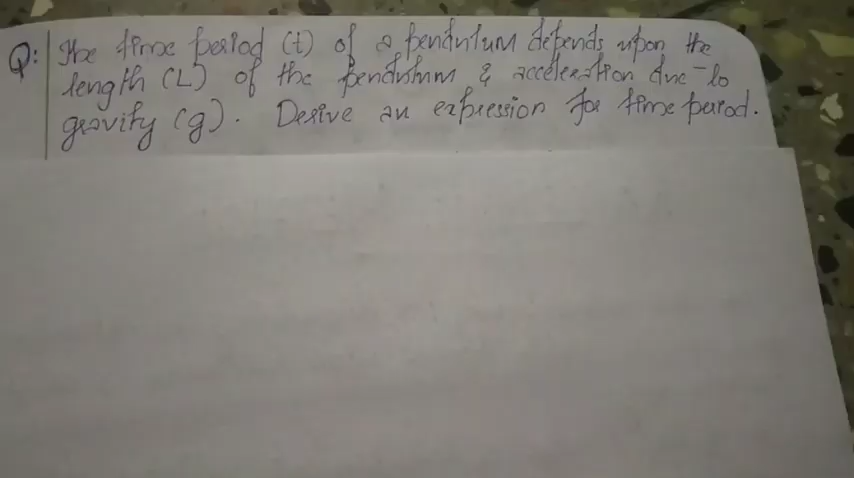 Q: The time period (t) of a pendulum depends upon the
length (L) of the pendulum & acceleration due to
gravity (g). Derive an expression for time period.